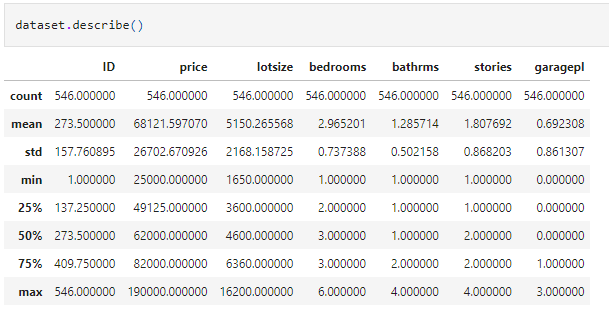 dataset.describe()
ID price lotsize bedrooms bathrms stories garagepl
count 546.000000 546.000000 546.000000 546.000000 546.000000 546.000000 546.000000
mean 273.500000 68121.597070 5150.265568 2.965201 1.285714 1.807692 0.692308
std 157.760895 26702.670926 2168.158725 0.737388 0.502158 0.868203 0.861307
min 1.000000 25000.000000 1650.000000 1.000000 1.000000 1.000000 0.000000
25% 137.250000 49125.000000 3600.000000 2.000000 1.000000 1.000000 0.000000
50% 273.500000 62000.000000 4600.000000 3.000000 1.000000 2.000000 0.000000
75% 409.750000 82000.000000 6360.000000 3.000000 2.000000 2.000000 1.000000
max 546.000000 190000.000000 16200.000000 6.000000 4.000000 4.000000 3.000000